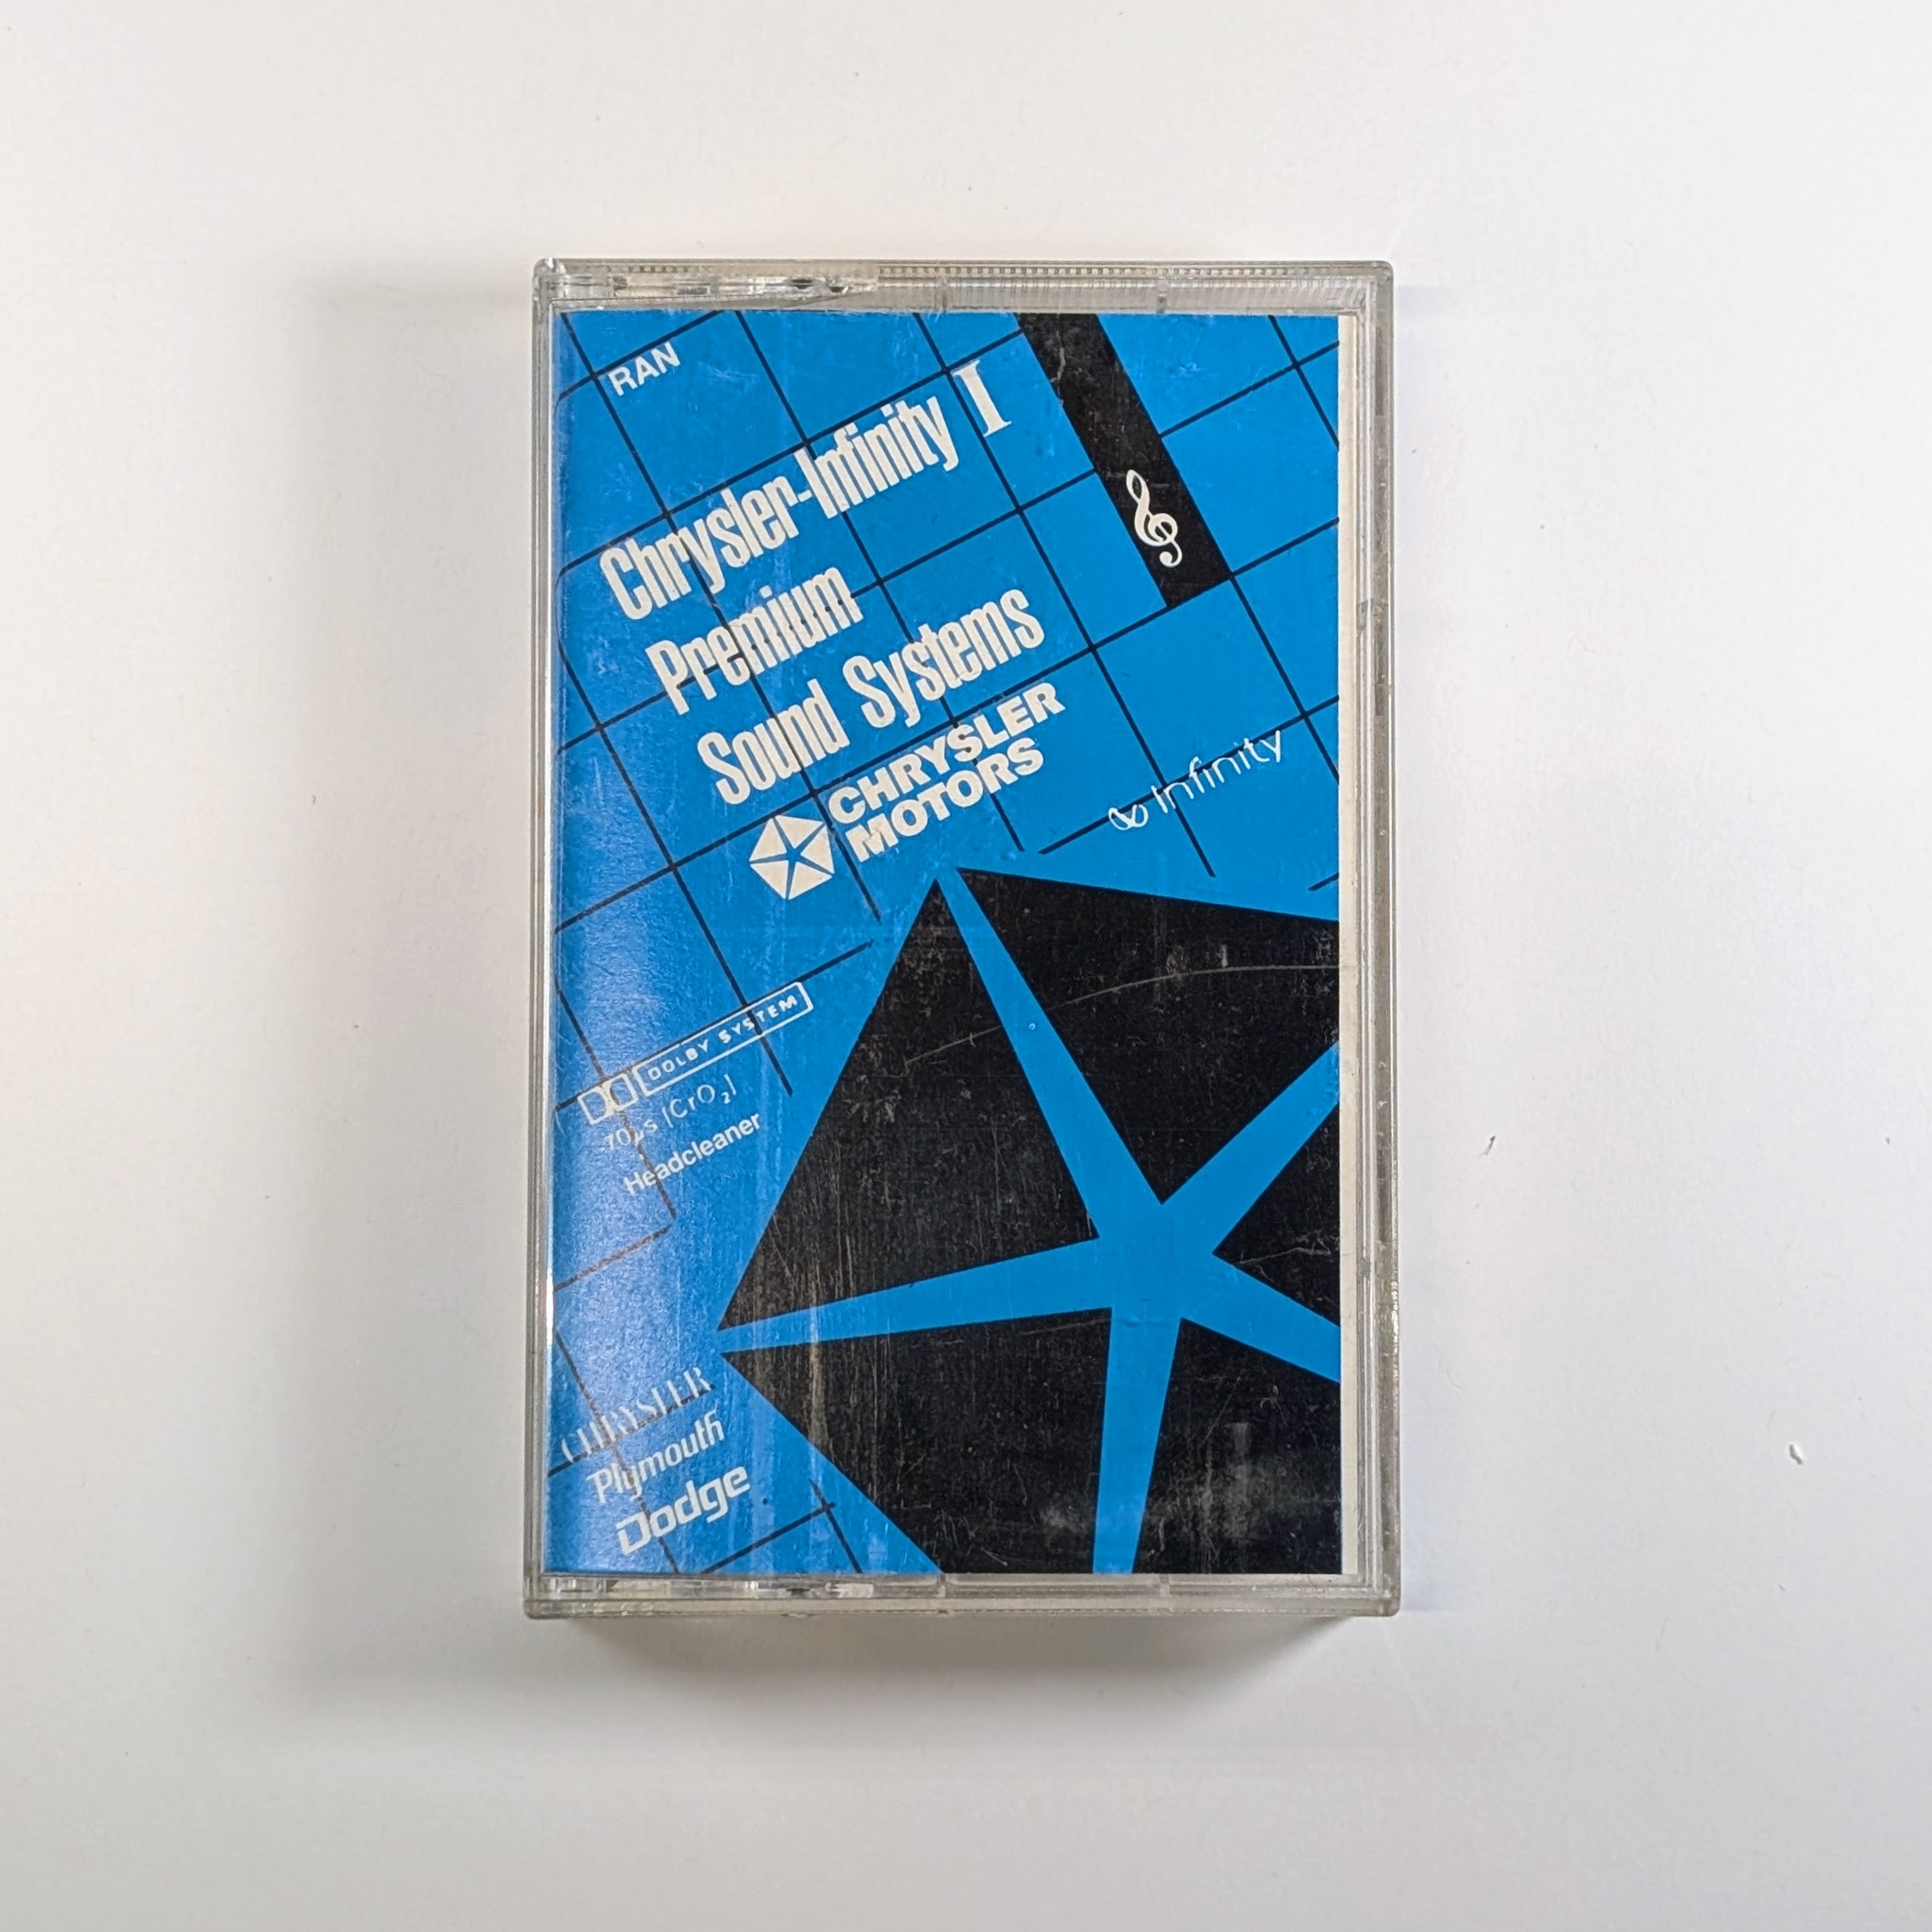 RAN
Chrysler-Infinity I
Premium
Sound Systems
CHRYSLER
MOTORS
Infinity
DOLBY SYSTEM
70μs (CrO₂)
Headcleaner
CHRYSLER
Plymouth
Dodge